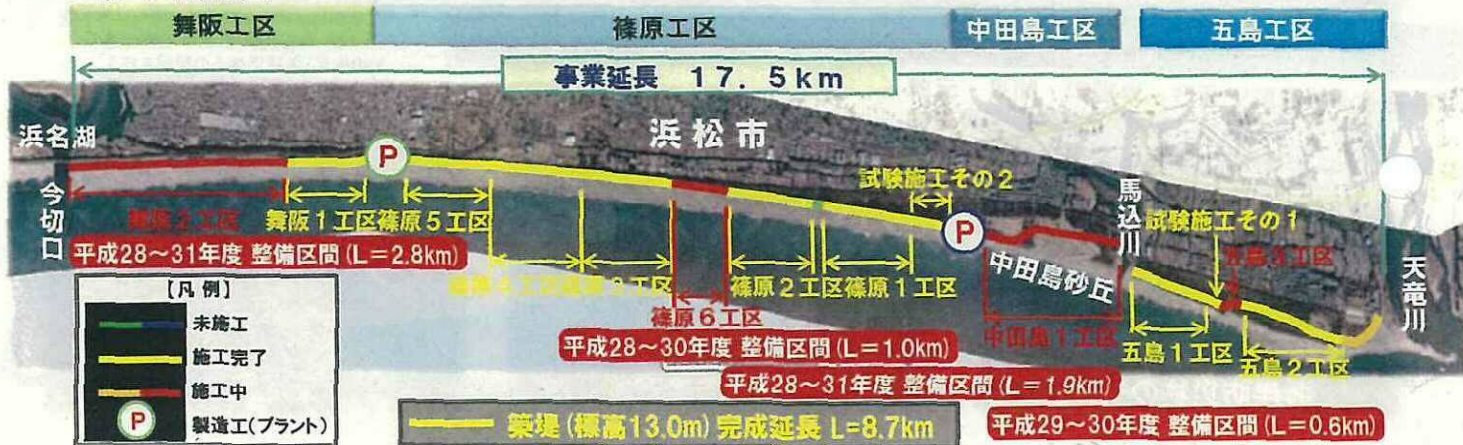 舞阪工区
篠原工区
中田島工区
五島工区
事業延長 17.5km
浜名湖
浜松市
今切口
舞阪2工区
舞阪1工区
篠原5工区
試験施工その2
馬込川
試験施工その1
五島3工区
天竜川
平成28~31年度 整備区間(L=2.8km)
篠原4工区
篠原3工区
篠原2工区
篠原1工区
中田島砂丘
篠原6工区
中田島1工区
五島1工区
五島2工区
平成28~30年度 整備区間(L=1.0km)
平成28~31年度 整備区間(L=1.9km)
平成29~30年度 整備区間(L=0.6km)
【凡例】
未施工
施工完了
施工中
P 製造工(プラント)
P
P
築堤(標高13.0m)完成延長 L=8.7km